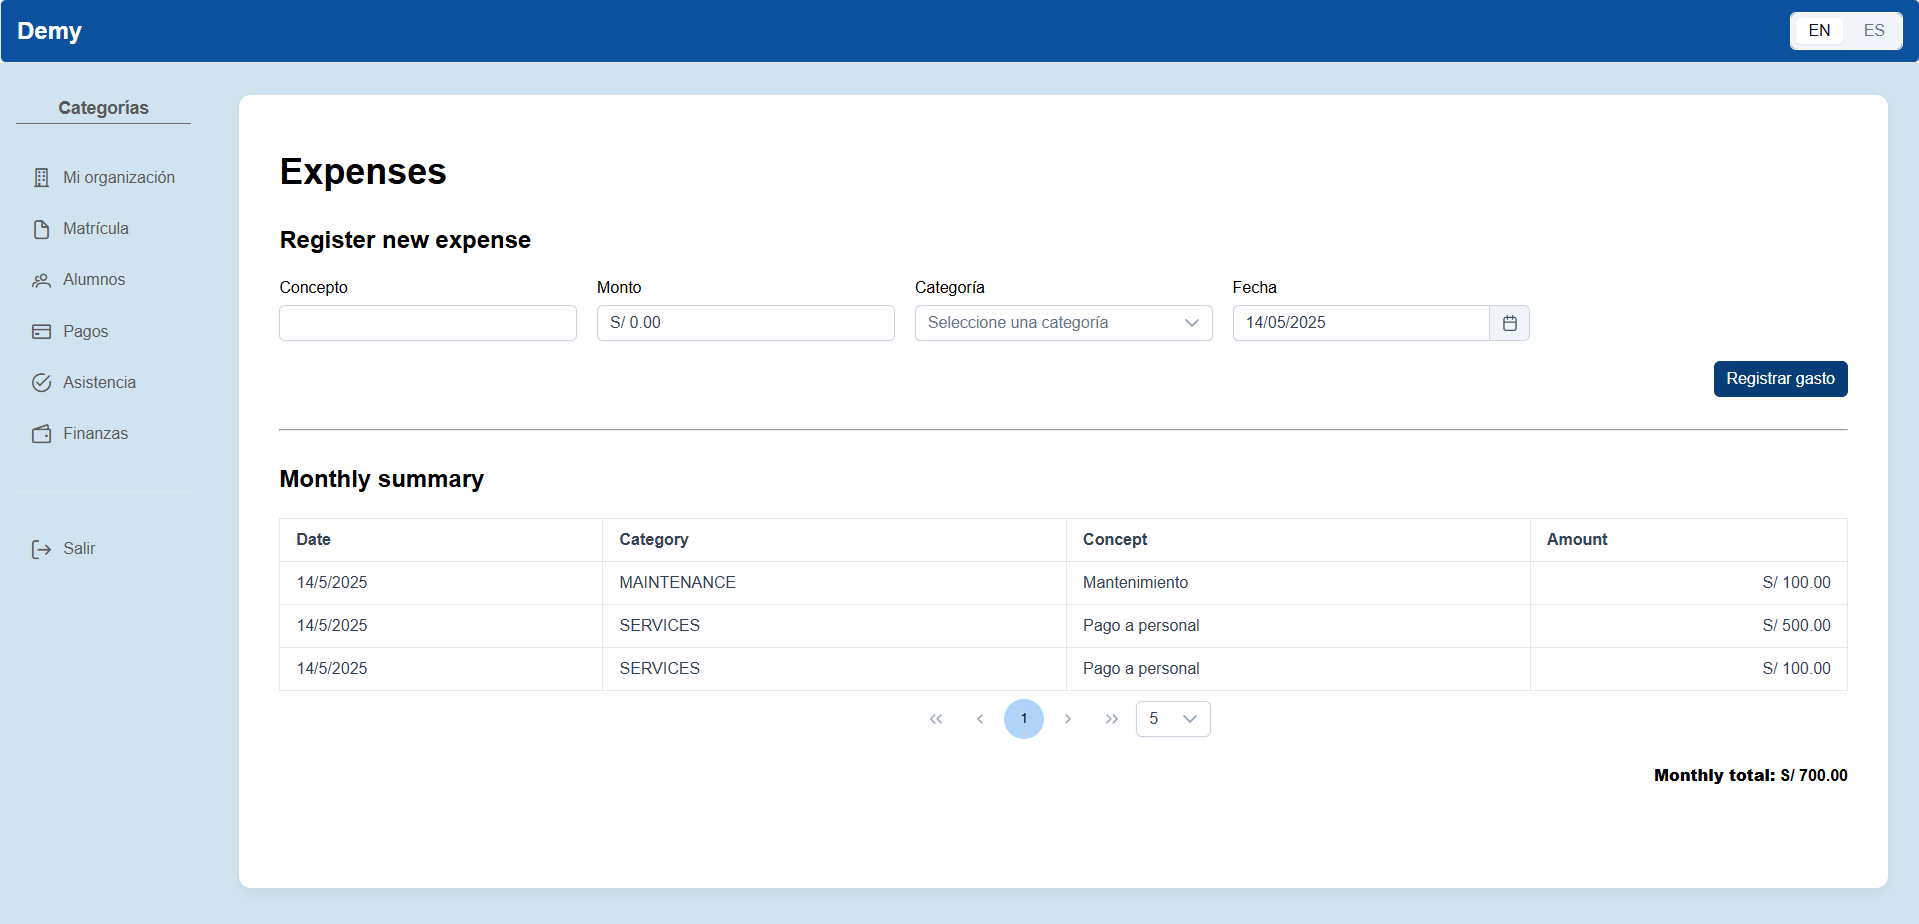 Demy
EN ES
Categorías
Mi organización
Matrícula
Alumnos
Pagos
Asistencia
Finanzas
Salir
Expenses
Register new expense
Concepto Monto Categoría Fecha
S/ 0.00 Seleccione una categoría 14/05/2025
Registrar gasto
Monthly summary
Date Category Concept Amount
14/5/2025 MAINTENANCE Mantenimiento S/ 100.00
14/5/2025 SERVICES Pago a personal S/ 500.00
14/5/2025 SERVICES Pago a personal S/ 100.00
1 5
Monthly total: S/ 700.00